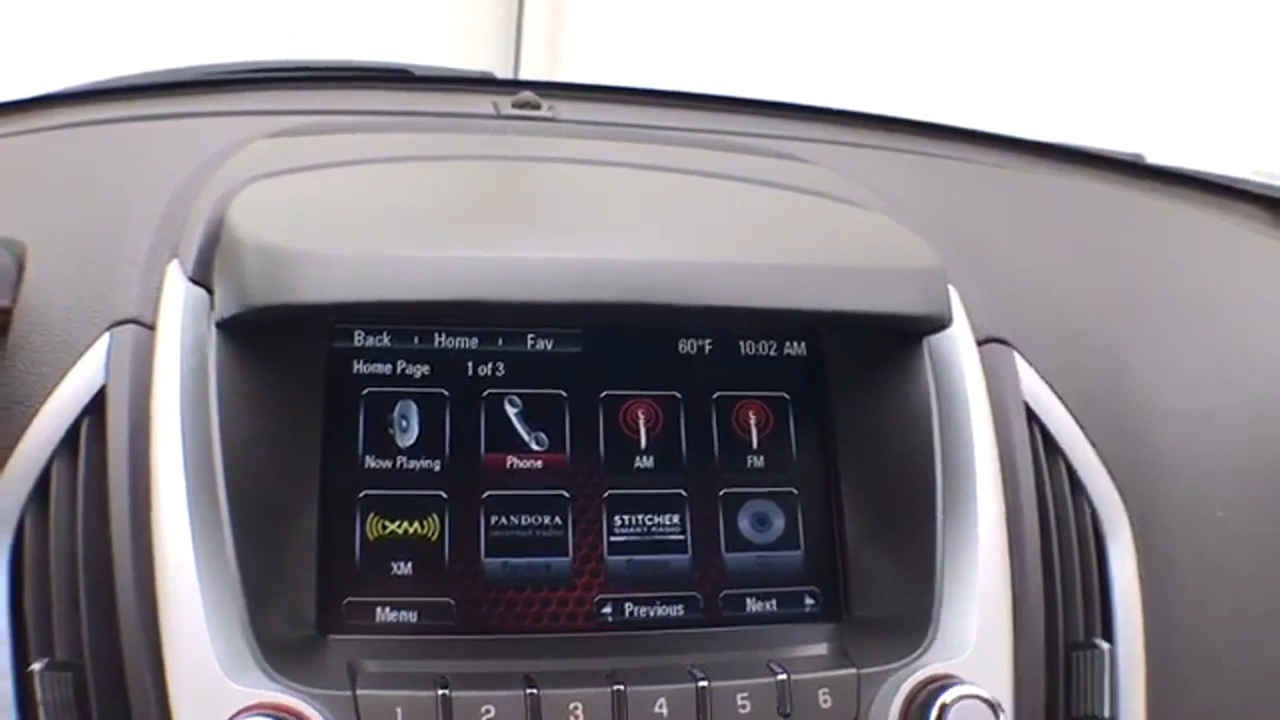 Back Home Fav 60°F 10:02 AM
Home Page 1 of 3
Now Playing Phone AM FM
XM PANDORA STITCHER
internet radio SMART RADIO
XM
Menu Previous Next
1 2 3 4 5 6